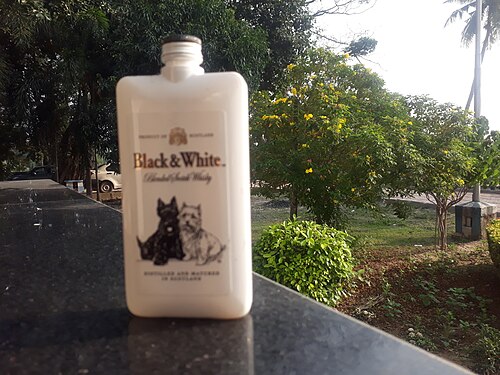 PRODUCT OF SCOTLAND
Black & White
Blended Scotch Whisky
DISTILLED AND MATURED
IN SCOTLAND